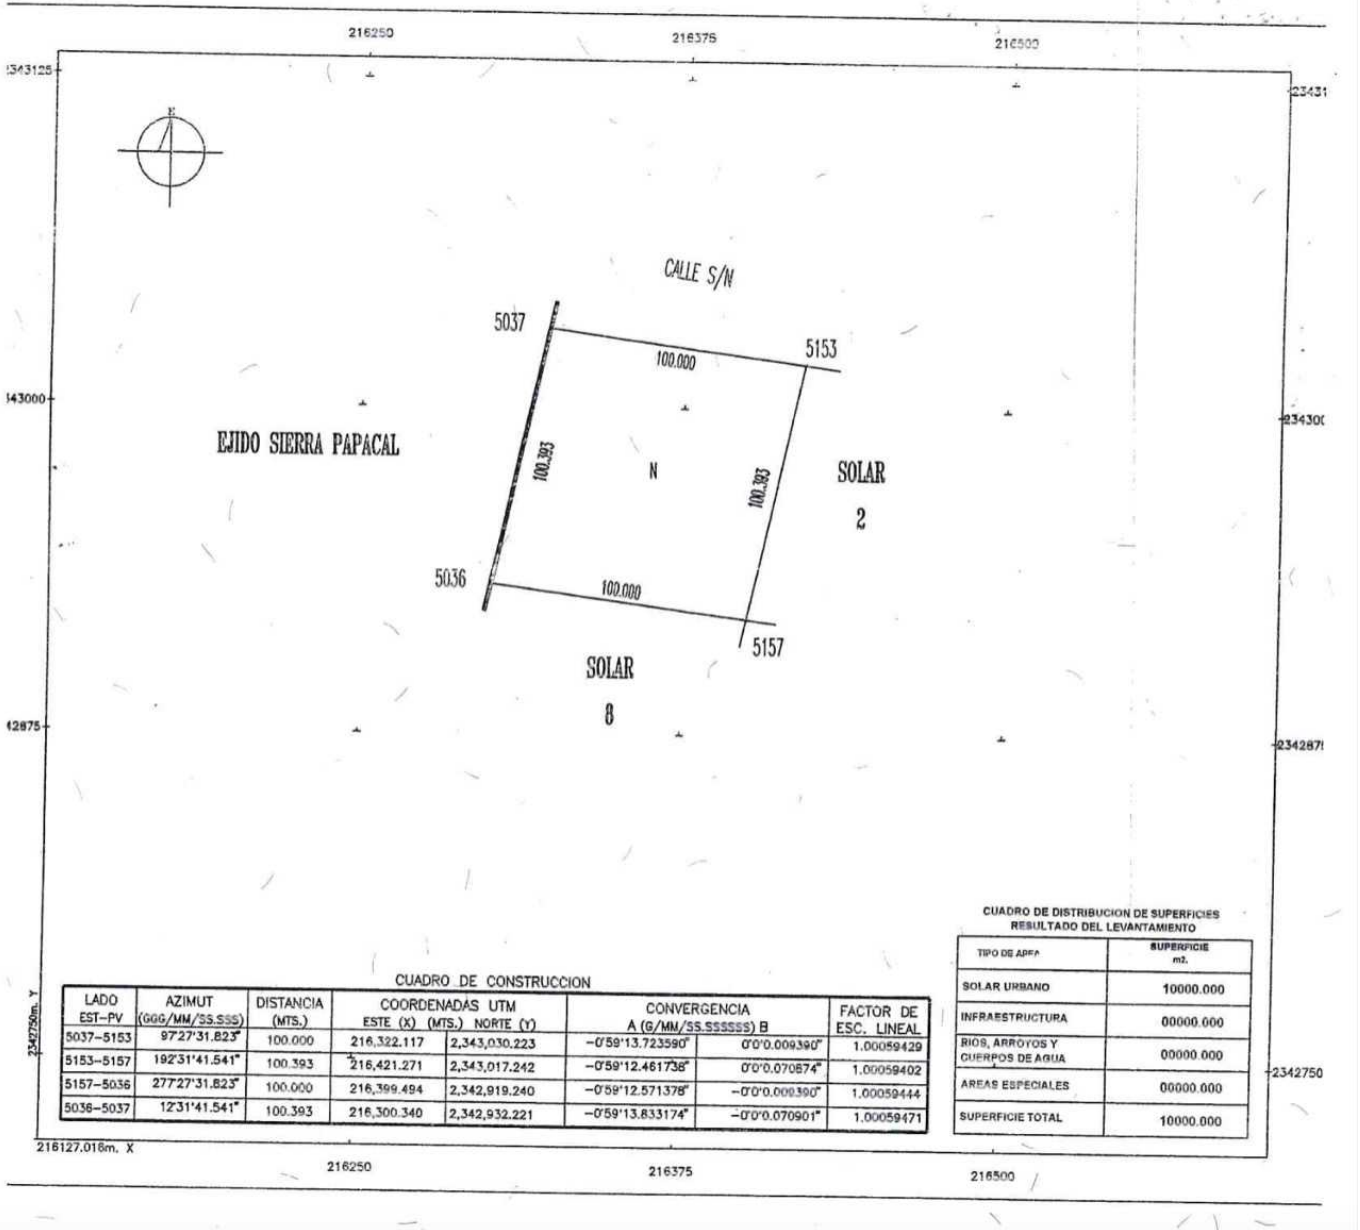 216250 216375 216500
2343125
23431
E
CALLE S/N
5037
5153
100.000
343000
234300
EJIDO SIERRA PAPACAL
100.393
N
100.393
SOLAR
2
5036
100.000
5157
SOLAR
8
42875
2342875
CUADRO DE DISTRIBUCION DE SUPERFICIES
RESULTADO DEL LEVANTAMIENTO
TIPO DE AREA SUPERFICIE
m2.
SOLAR URBANO 10000.000
INFRAESTRUCTURA 00000.000
RIOS, ARROYOS Y
CUERPOS DE AGUA 00000.000
AREAS ESPECIALES 00000.000
SUPERFICIE TOTAL 10000.000
CUADRO DE CONSTRUCCION
LADO AZIMUT DISTANCIA COORDENADAS UTM CONVERGENCIA FACTOR DE
EST-PV (GGG/MM/SS.SSS) (MTS.) ESTE (X) (MTS.) NORTE (Y) A (G/MM/SS.SSSSSS) B ESC. LINEAL
5037-5153 97°27'31.823" 100.000 216,322.117 2,343,030.223 -0°59'13.723590" 0°0'0.009390" 1.00059429
5153-5157 192°31'41.541" 100.393 216,421.271 2,343,017.242 -0°59'12.461736" 0°0'0.070674" 1.00059402
5157-5036 277°27'31.823" 100.000 216,399.494 2,342,919.240 -0°59'12.571378" -0°0'0.009390" 1.00059444
5036-5037 12°31'41.541" 100.393 216,300.340 2,342,932.221 -0°59'13.833174" -0°0'0.070901" 1.00059471
2342750m. Y
2342750
216127.016m. X
216250 216375 216500